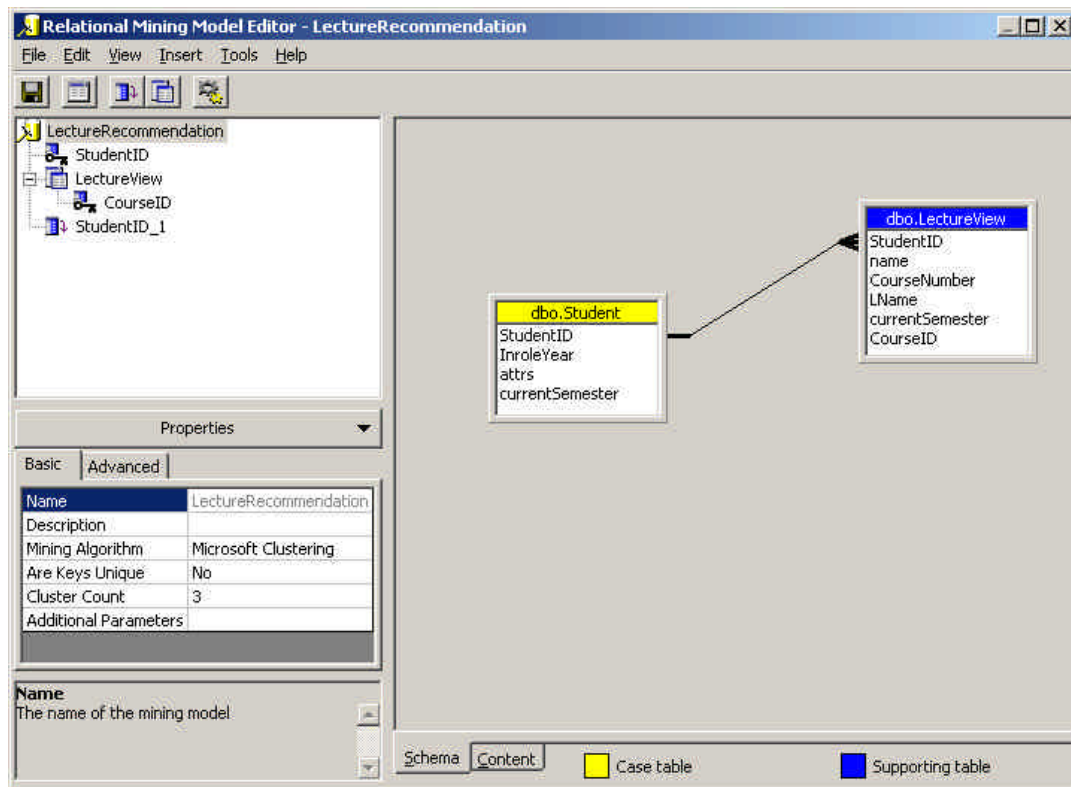 Relational Mining Model Editor - LectureRecommendation
File Edit View Insert Tools Help
LectureRecommendation
StudentID
LectureView
CourseID
StudentID_1
dbo.LectureView
StudentID
name
CourseNumber
LName
currentSemester
CourseID
dbo.Student
StudentID
InroleYear
attrs
currentSemester
Properties
Basic Advanced
Name LectureRecommendation
Description
Mining Algorithm Microsoft Clustering
Are Keys Unique No
Cluster Count 3
Additional Parameters
Name
The name of the mining model
Schema Content Case table Supporting table